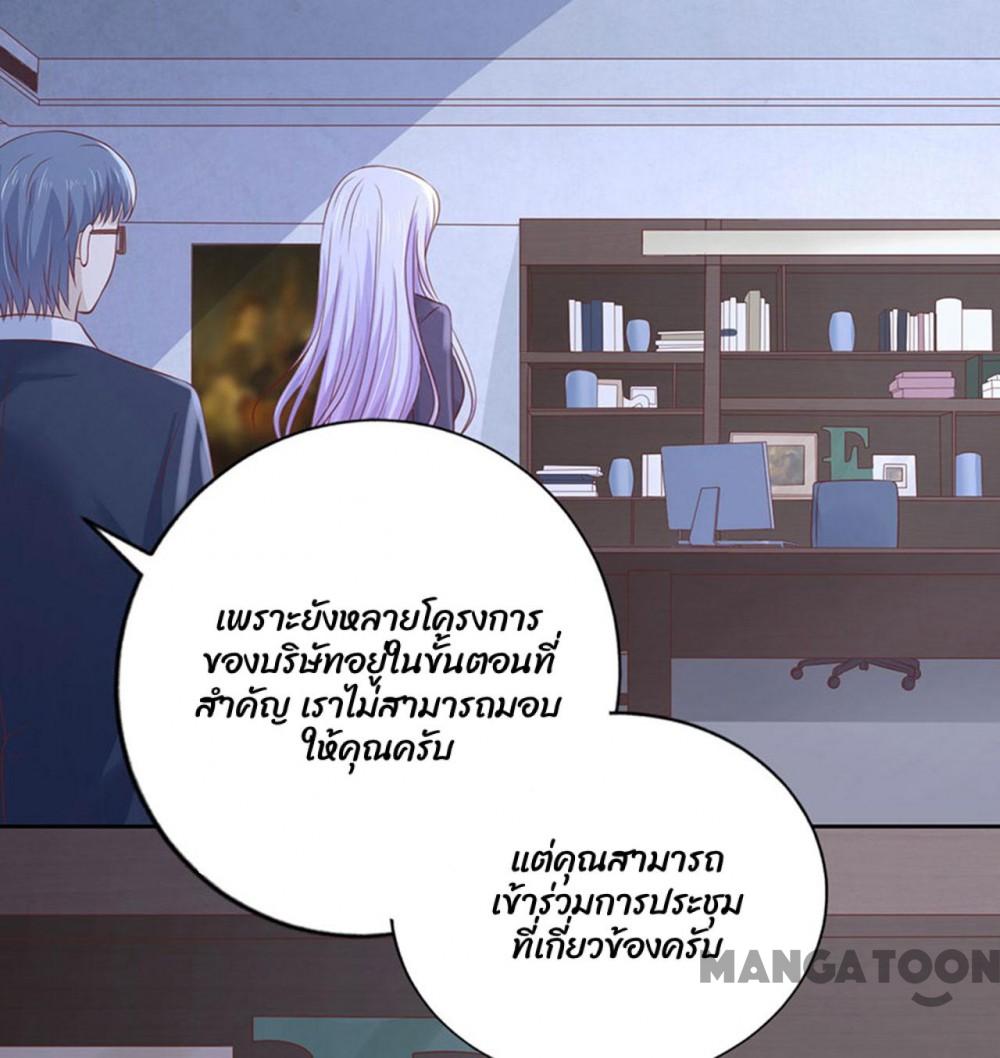 เพราะยังหลายโครงการ
ของบริษัทอยู่ในขั้นตอนที่
สำคัญ เราไม่สามารถมอบ
ให้คุณครับ
แต่คุณสามารถ
เข้าร่วมการประชุม
ที่เกี่ยวข้องครับ
MANGATOON
E